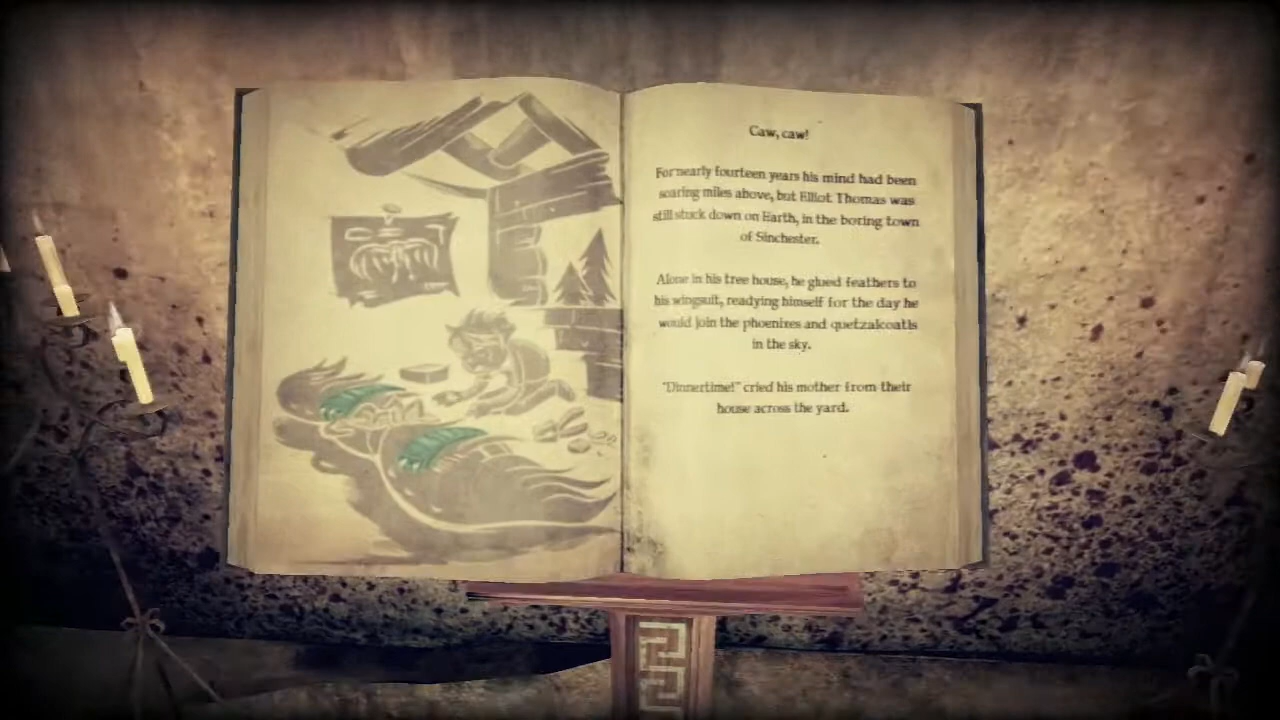 Caw, caw!
For nearly fourteen years his mind had been
soaring miles above, but Elliot Thomas was
still stuck down on Earth, in the boring town
of Sinchester.
Alone in his tree house, he glued feathers to
his wingsuit, readying himself for the day he
would join the phoenixes and quetzalcoatls
in the sky.
"Dinnertime!" cried his mother from their
house across the yard.